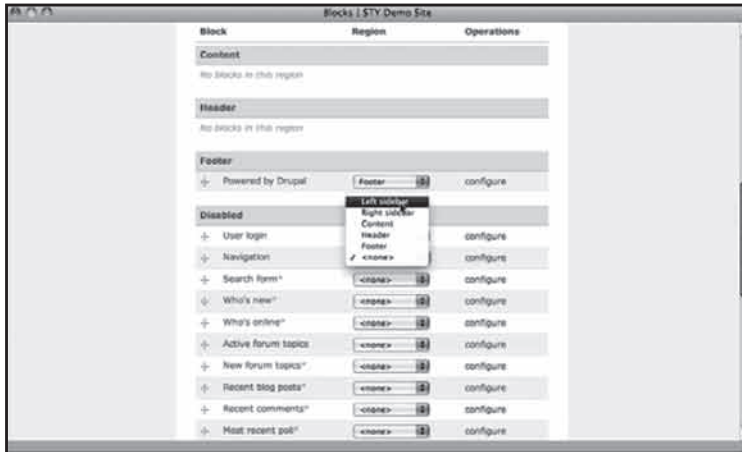 Blocks | STY Demo Site
Block Region Operations
Content
No blocks in this region
Header
No blocks in this region
Footer
Powered by Drupal Footer configure
Left sidebar
Right sidebar
Content
Header
Footer
✓ <none>
Disabled
User login configure
Navigation configure
Search form* <none> configure
Who's new* <none> configure
Who's online* <none> configure
Active forum topics <none> configure
New forum topics* <none> configure
Recent blog posts* <none> configure
Recent comments* <none> configure
Most recent poll* <none> configure